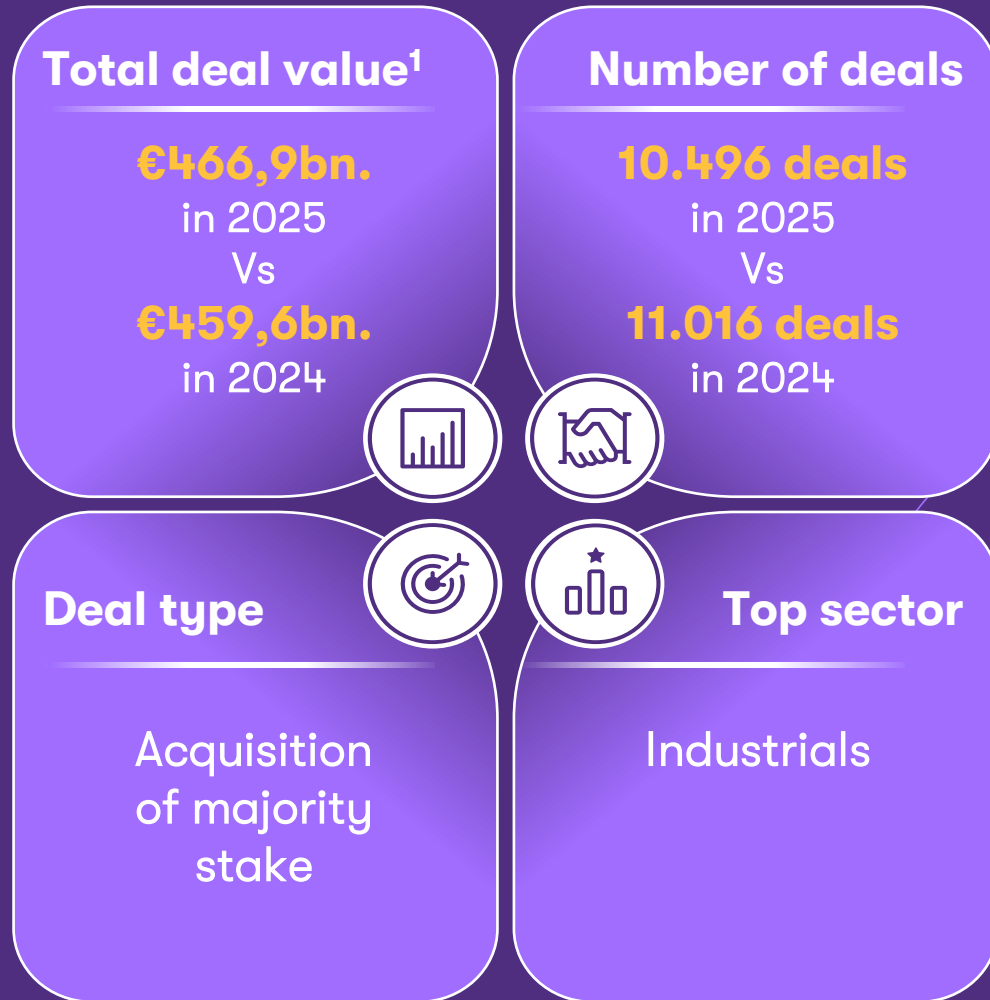 Total deal value¹
€466,9bn.
in 2025
Vs
€459,6bn.
in 2024
Number of deals
10.496 deals
in 2025
Vs
11.016 deals
in 2024
Deal type
Acquisition
of majority
stake
Top sector
Industrials